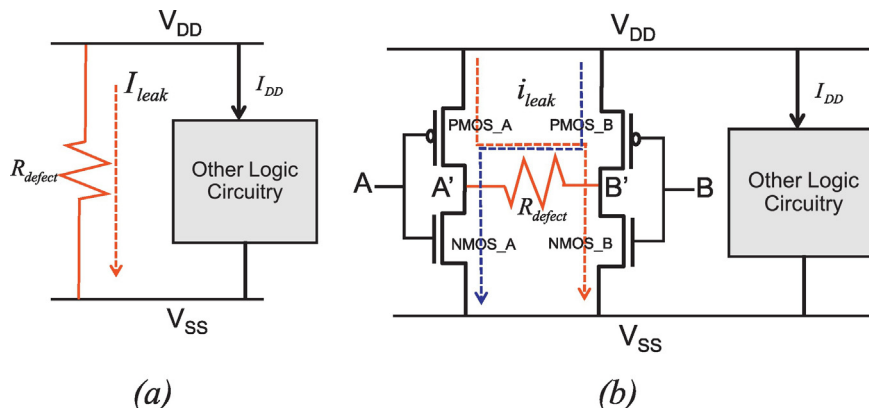 V_DD
I_leak
I_DD
R_defect
Other Logic
Circuitry
V_SS
(a)
V_DD
i_leak
I_DD
PMOS_A
PMOS_B
A
A'
R_defect
B'
B
NMOS_A
NMOS_B
Other Logic
Circuitry
V_SS
(b)